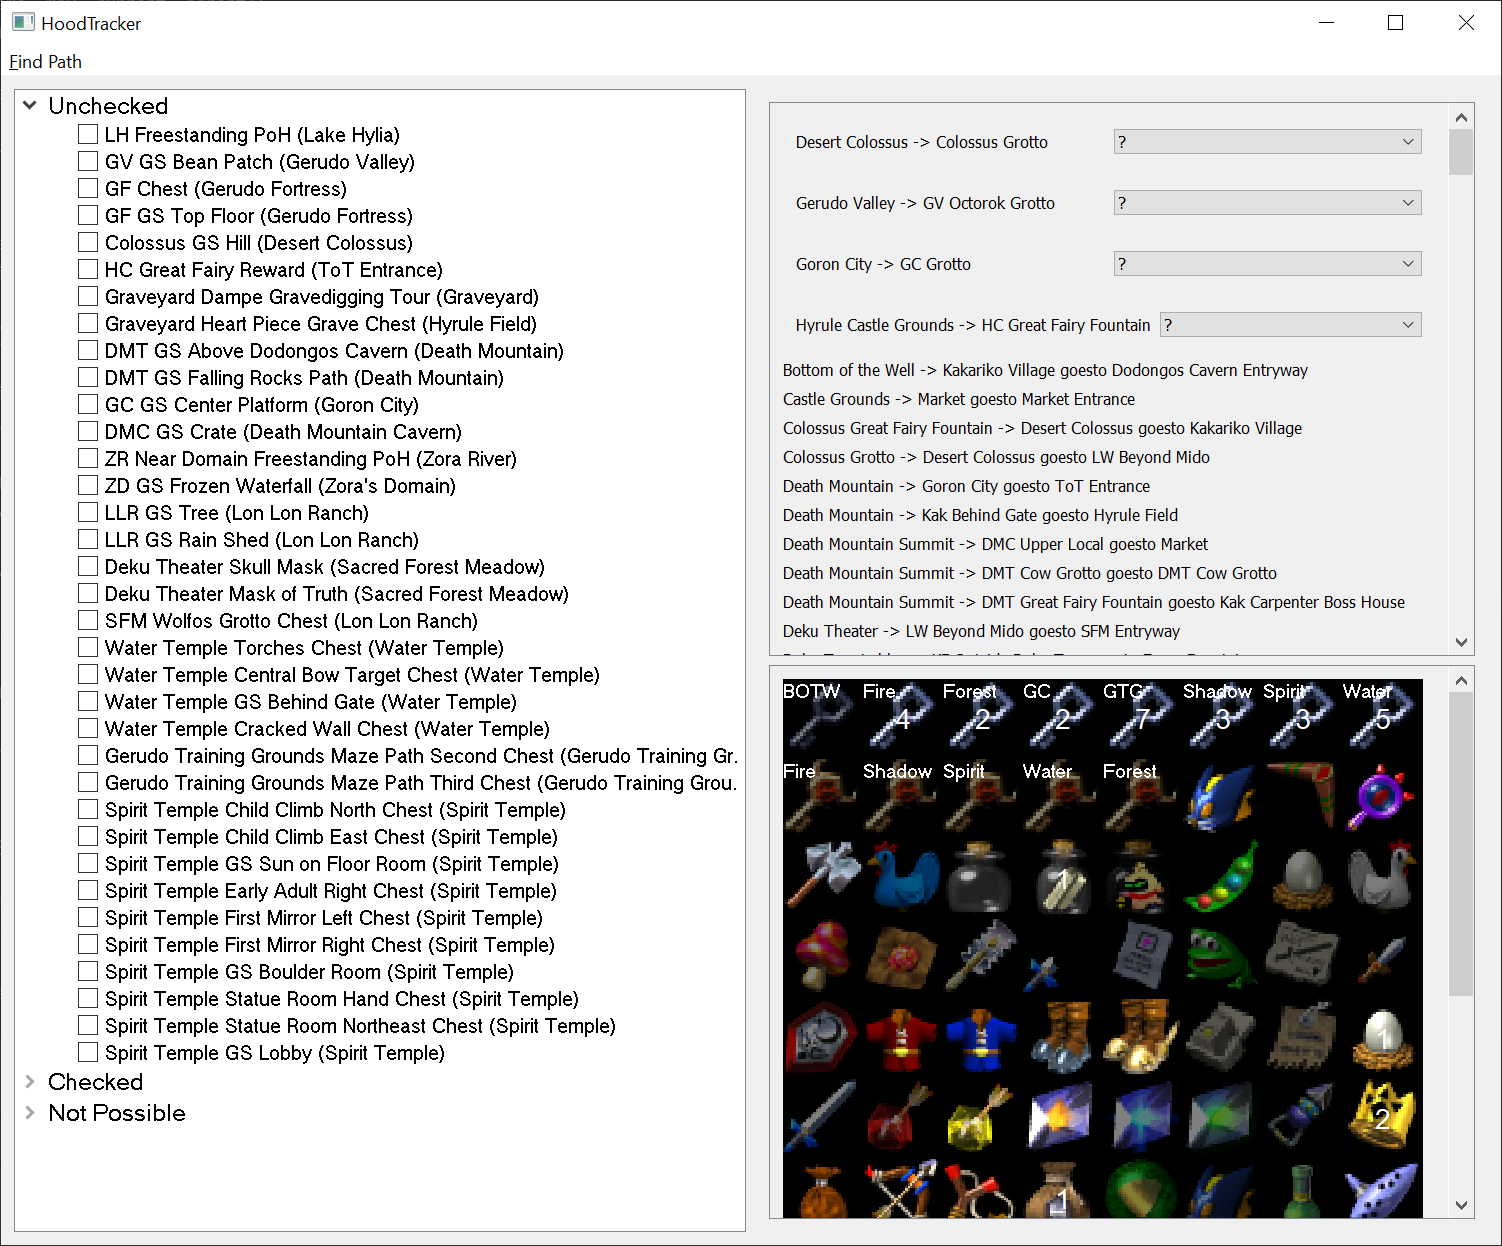 HoodTracker
Find Path
Unchecked
LH Freestanding PoH (Lake Hylia)
GV GS Bean Patch (Gerudo Valley)
GF Chest (Gerudo Fortress)
GF GS Top Floor (Gerudo Fortress)
Colossus GS Hill (Desert Colossus)
HC Great Fairy Reward (ToT Entrance)
Graveyard Dampe Gravedigging Tour (Graveyard)
Graveyard Heart Piece Grave Chest (Hyrule Field)
DMT GS Above Dodongos Cavern (Death Mountain)
DMT GS Falling Rocks Path (Death Mountain)
GC GS Center Platform (Goron City)
DMC GS Crate (Death Mountain Cavern)
ZR Near Domain Freestanding PoH (Zora River)
ZD GS Frozen Waterfall (Zora's Domain)
LLR GS Tree (Lon Lon Ranch)
LLR GS Rain Shed (Lon Lon Ranch)
Deku Theater Skull Mask (Sacred Forest Meadow)
Deku Theater Mask of Truth (Sacred Forest Meadow)
SFM Wolfos Grotto Chest (Lon Lon Ranch)
Water Temple Torches Chest (Water Temple)
Water Temple Central Bow Target Chest (Water Temple)
Water Temple GS Behind Gate (Water Temple)
Water Temple Cracked Wall Chest (Water Temple)
Gerudo Training Grounds Maze Path Second Chest (Gerudo Training Gr.
Gerudo Training Grounds Maze Path Third Chest (Gerudo Training Grou.
Spirit Temple Child Climb North Chest (Spirit Temple)
Spirit Temple Child Climb East Chest (Spirit Temple)
Spirit Temple GS Sun on Floor Room (Spirit Temple)
Spirit Temple Early Adult Right Chest (Spirit Temple)
Spirit Temple First Mirror Left Chest (Spirit Temple)
Spirit Temple First Mirror Right Chest (Spirit Temple)
Spirit Temple GS Boulder Room (Spirit Temple)
Spirit Temple Statue Room Hand Chest (Spirit Temple)
Spirit Temple Statue Room Northeast Chest (Spirit Temple)
Spirit Temple GS Lobby (Spirit Temple)
Checked
Not Possible
Desert Colossus -> Colossus Grotto ?
Gerudo Valley -> GV Octorok Grotto ?
Goron City -> GC Grotto ?
Hyrule Castle Grounds -> HC Great Fairy Fountain ?
Bottom of the Well -> Kakariko Village goesto Dodongos Cavern Entryway
Castle Grounds -> Market goesto Market Entrance
Colossus Great Fairy Fountain -> Desert Colossus goesto Kakariko Village
Colossus Grotto -> Desert Colossus goesto LW Beyond Mido
Death Mountain -> Goron City goesto ToT Entrance
Death Mountain -> Kak Behind Gate goesto Hyrule Field
Death Mountain Summit -> DMC Upper Local goesto Market
Death Mountain Summit -> DMT Cow Grotto goesto DMT Cow Grotto
Death Mountain Summit -> DMT Great Fairy Fountain goesto Kak Carpenter Boss House
Deku Theater -> LW Beyond Mido goesto SFM Entryway
BOTW Fire Forest GC GTG Shadow Spirit Water
4 2 2 7 3 3 5
Fire Shadow Spirit Water Forest
1
1
2
1